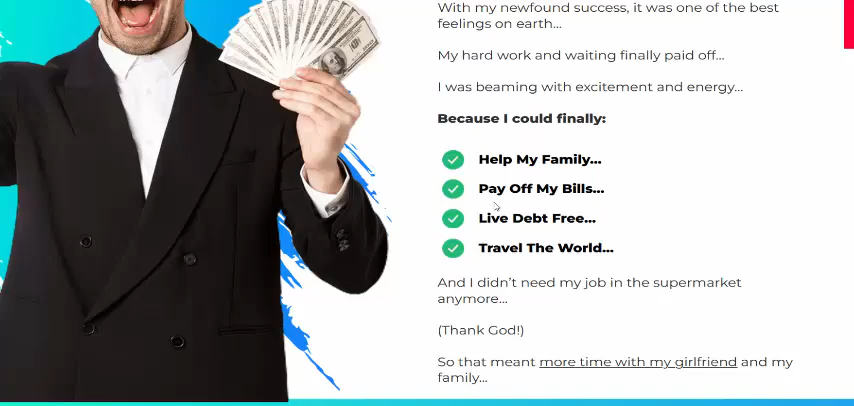 With my newfound success, it was one of the best
feelings on earth...
My hard work and waiting finally paid off...
I was beaming with excitement and energy...
Because I could finally:
Help My Family...
Pay Off My Bills...
Live Debt Free...
Travel The World...
And I didn't need my job in the supermarket
anymore...
(Thank God!)
So that meant more time with my girlfriend and my
family...